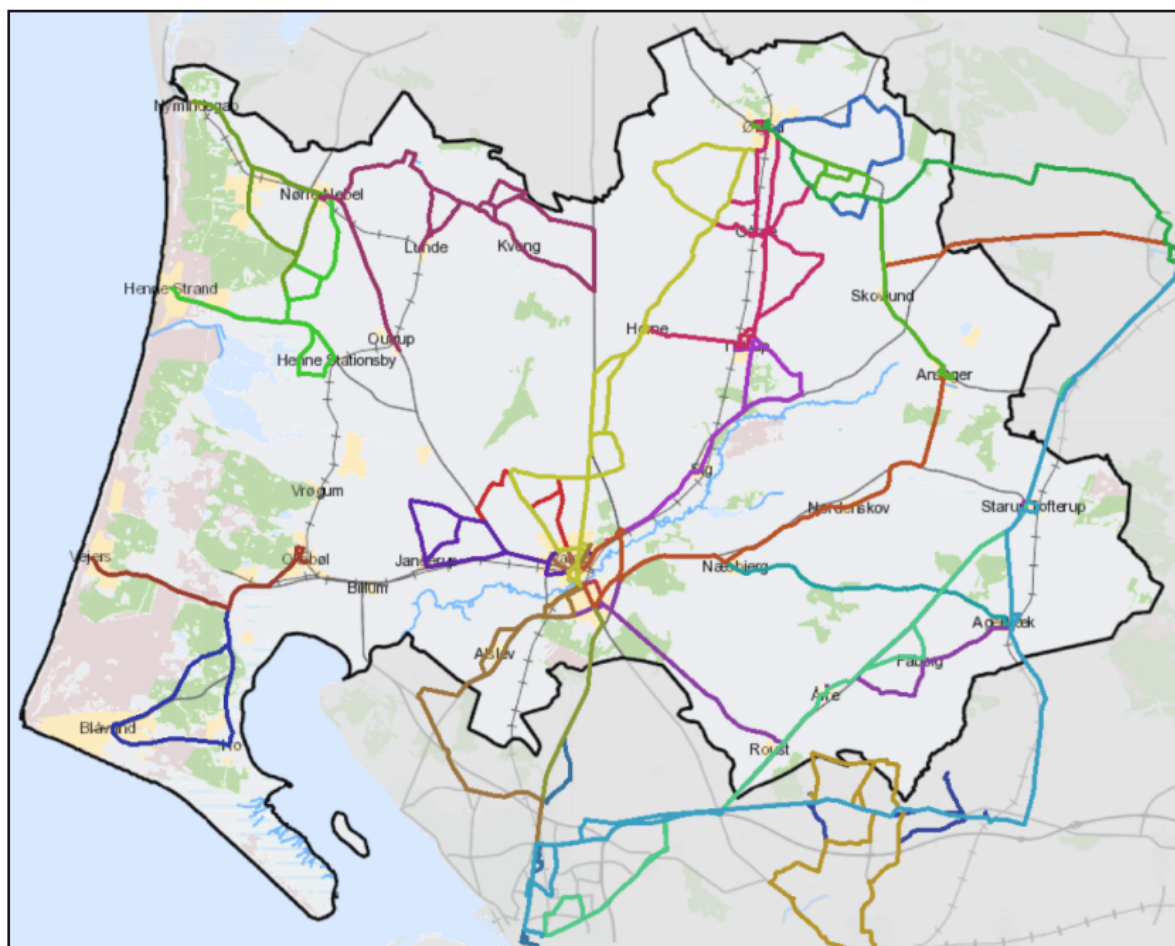 Nymindegab
Nørre Nebel
Lunde
Kvong
Henne Strand
Outrup
Henne Stationsby
Skovlund
Horne
Ansager
Sig
Vrøgum
Nordenskov
Starup Tofterup
Vejers
Oksbøl
Janderup
Billum
Næsbjerg
Agerbæk
Alslev
Fåborg
Årre
Blåvand
Ho
Roust